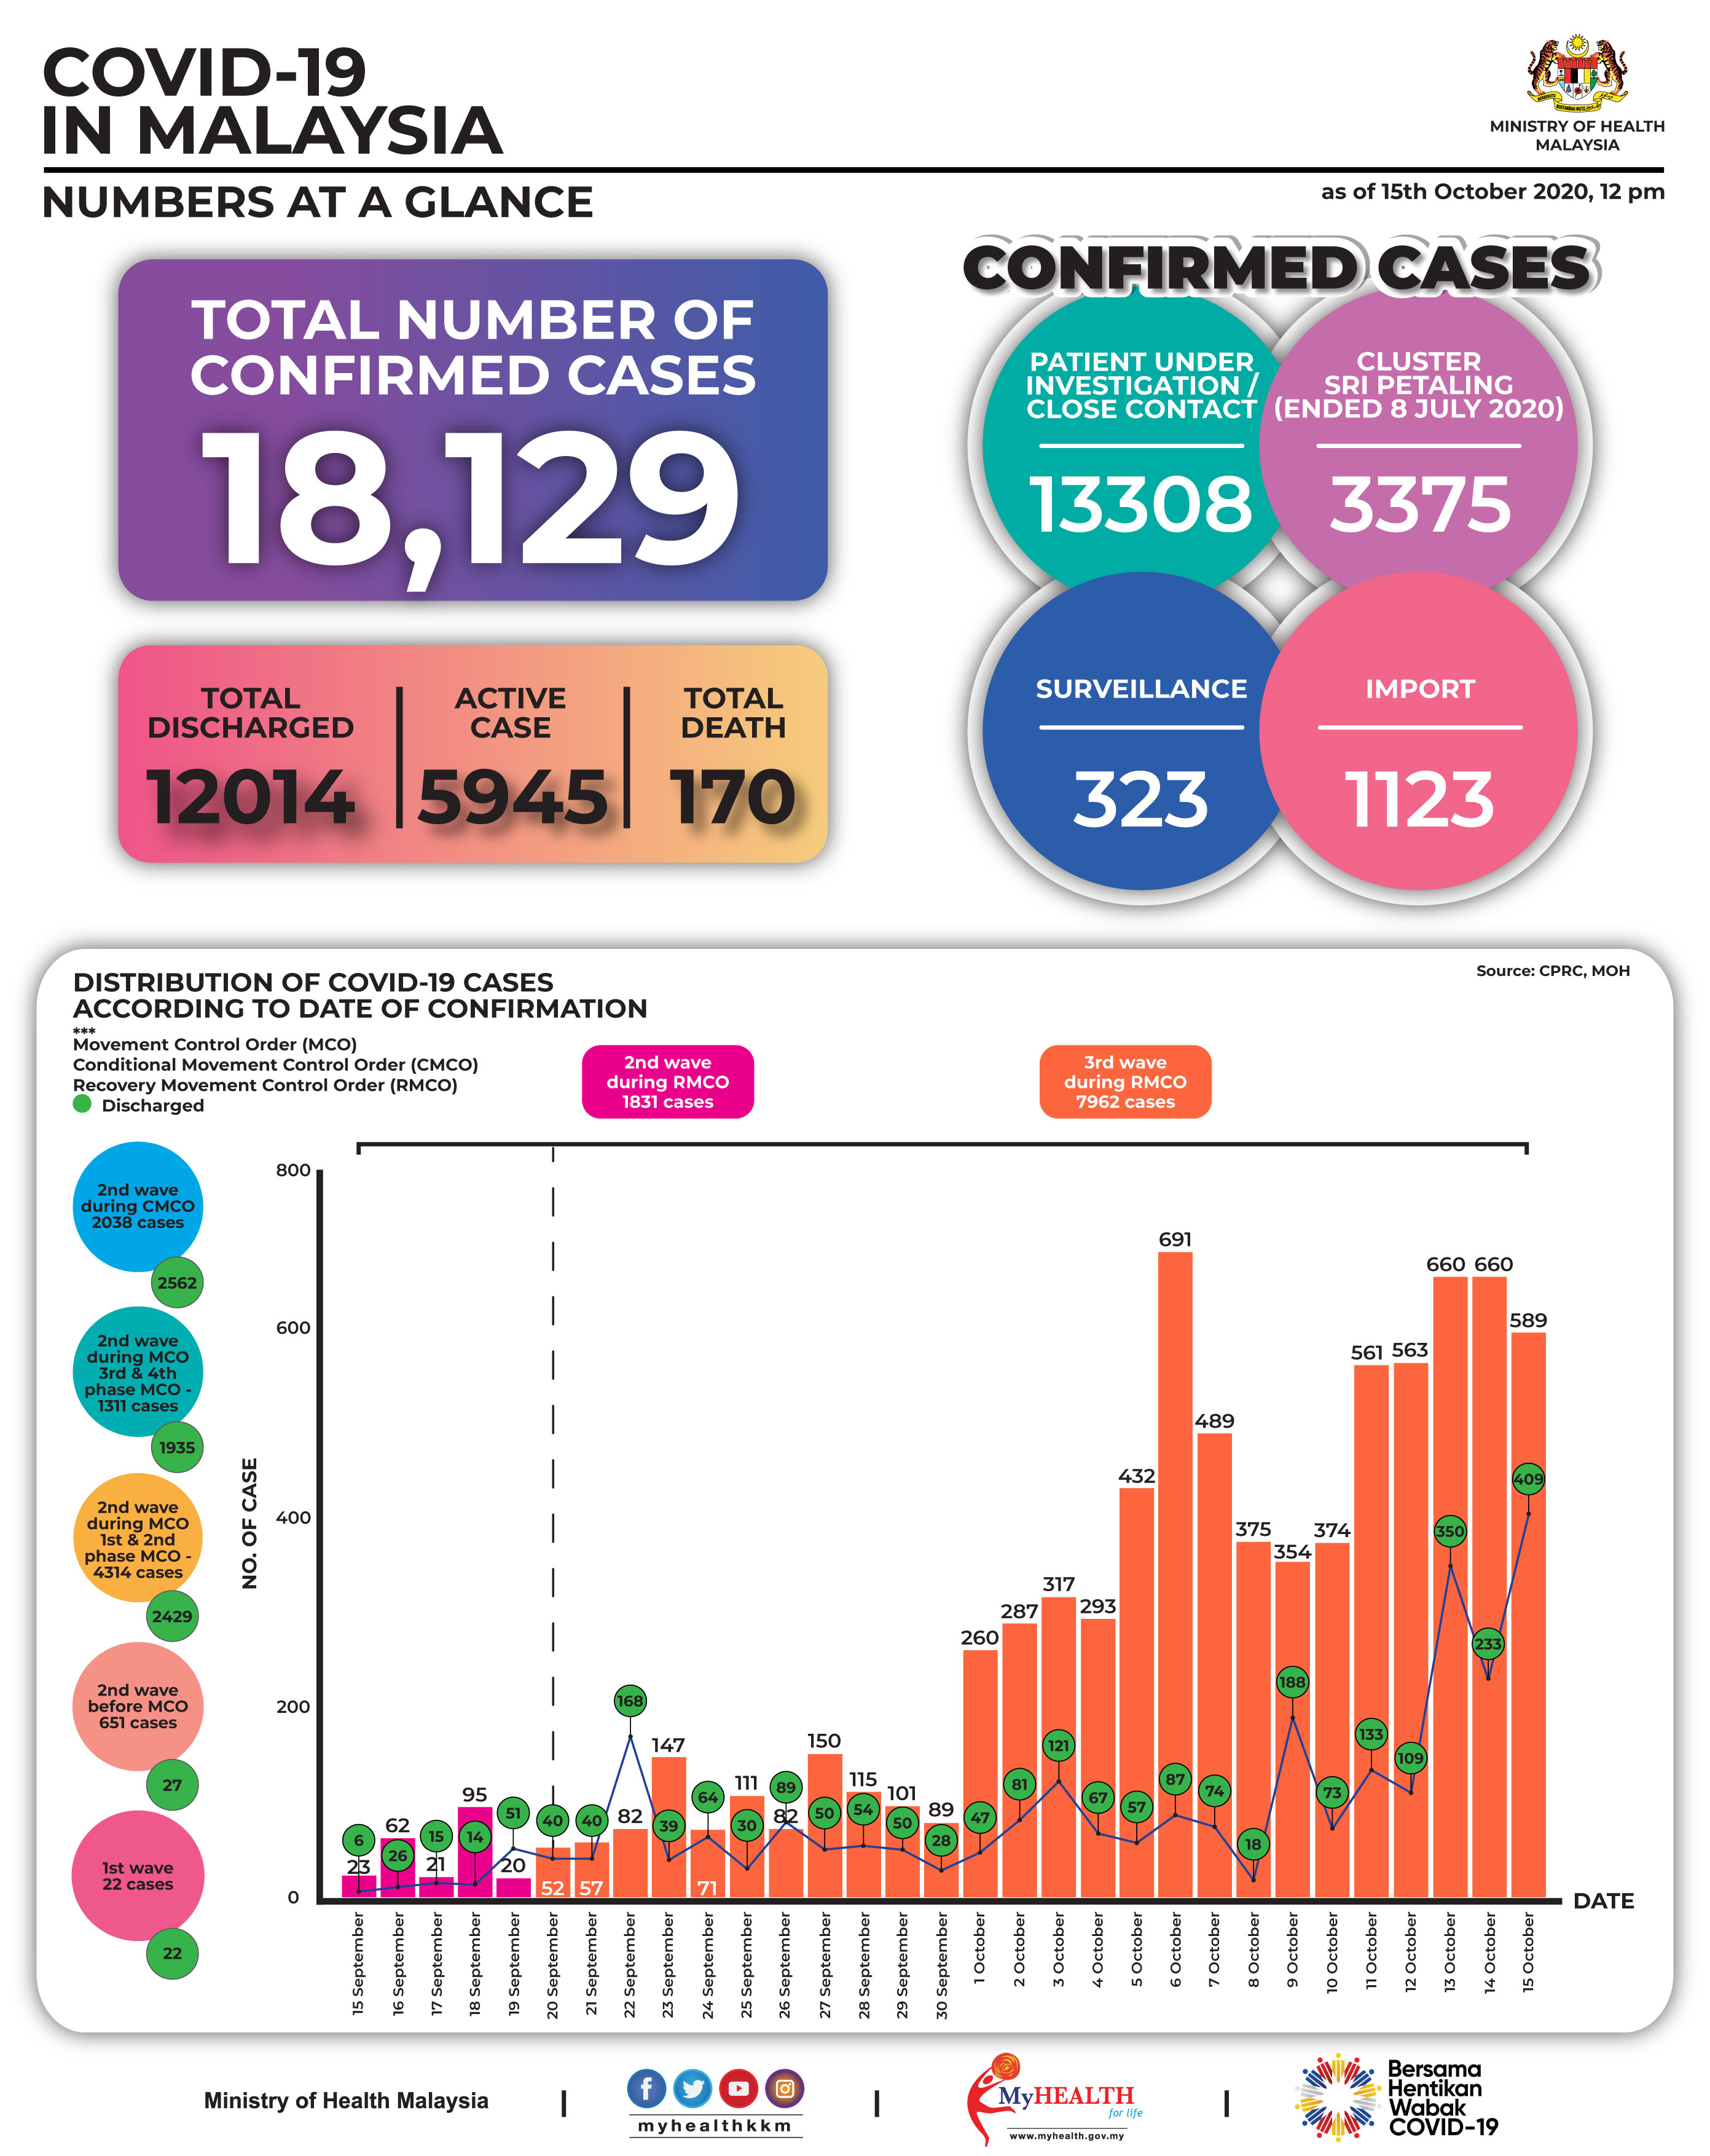 COVID-19
IN MALAYSIA
MINISTRY OF HEALTH
MALAYSIA
NUMBERS AT A GLANCE
as of 15th October 2020, 12 pm
TOTAL NUMBER OF
CONFIRMED CASES
18,129
TOTAL
DISCHARGED
12014
ACTIVE
CASE
5945
TOTAL
DEATH
170
CONFIRMED CASES
PATIENT UNDER
INVESTIGATION /
CLOSE CONTACT
13308
CLUSTER
SRI PETALING
(ENDED 8 JULY 2020)
3375
SURVEILLANCE
323
IMPORT
1123
DISTRIBUTION OF COVID-19 CASES
ACCORDING TO DATE OF CONFIRMATION
Source: CPRC, MOH
***
Movement Control Order (MCO)
Conditional Movement Control Order (CMCO)
Recovery Movement Control Order (RMCO)
Discharged
2nd wave
during RMCO
1831 cases
3rd wave
during RMCO
7962 cases
2nd wave
during CMCO
2038 cases
2562
2nd wave
during MCO
3rd & 4th
phase MCO -
1311 cases
1935
2nd wave
during MCO
1st & 2nd
phase MCO -
4314 cases
2429
2nd wave
before MCO
651 cases
27
1st wave
22 cases
22
NO. OF CASE
800
600
400
200
0
23 62 21 95 20 52 57 82 147 71 111 82 150 115 101 89 260 287 317 293 432 691 489 375 354 374 561 563 660 660 589
6 26 15 14 51 40 40 168 39 64 30 89 50 54 50 28 47 81 121 67 57 87 74 18 188 73 133 109 350 233 409
DATE
15 September
16 September
17 September
18 September
19 September
20 September
21 September
22 September
23 September
24 September
25 September
26 September
27 September
28 September
29 September
30 September
1 October
2 October
3 October
4 October
5 October
6 October
7 October
8 October
9 October
10 October
11 October
12 October
13 October
14 October
15 October
Ministry of Health Malaysia
myhealthkkm
MyHEALTH
for life
www.myhealth.gov.my
Bersama
Hentikan
Wabak
COVID-19